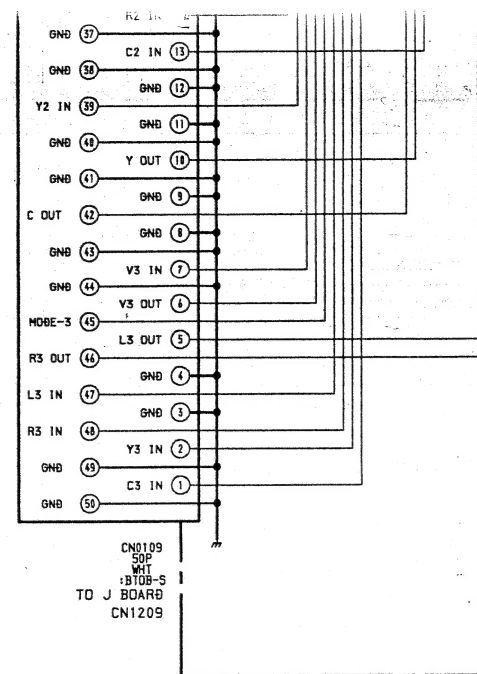 R2 IN
GND 37
C2 IN 13
GND 38
GND 12
Y2 IN 39
GND 11
GND 40
Y OUT 10
GND 41
GND 9
C OUT 42
GND 8
GND 43
V3 IN 7
GND 44
V3 OUT 6
MODE-3 45
L3 OUT 5
R3 OUT 46
GND 4
L3 IN 47
GND 3
R3 IN 48
Y3 IN 2
GND 49
C3 IN 1
GND 50
CN0109
50P
WHT
:BTOB-S
TO J BOARD
CN1209